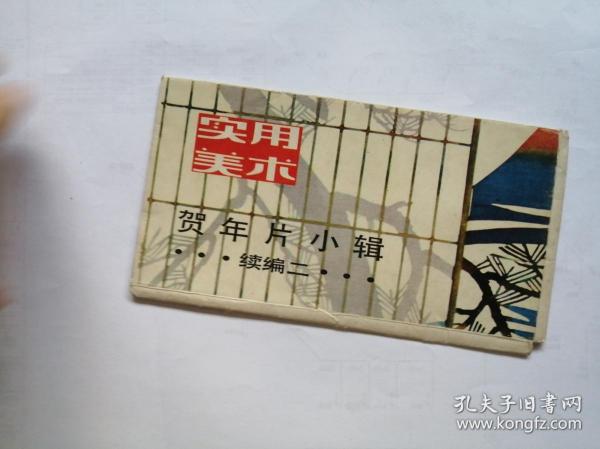 实用
美术
贺年片小辑
···续编二···
孔夫子旧书网
www.kongfz.com